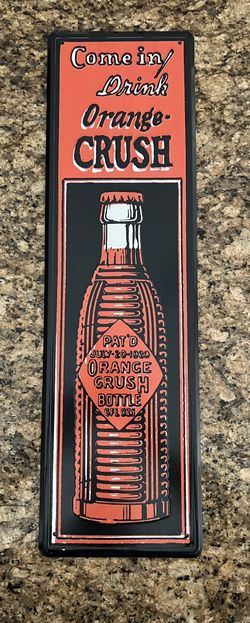 Come in/
Drink
Orange-
CRUSH
PAT'D
JULY-20-1920
ORANGE
CRUSH
BOTTLE